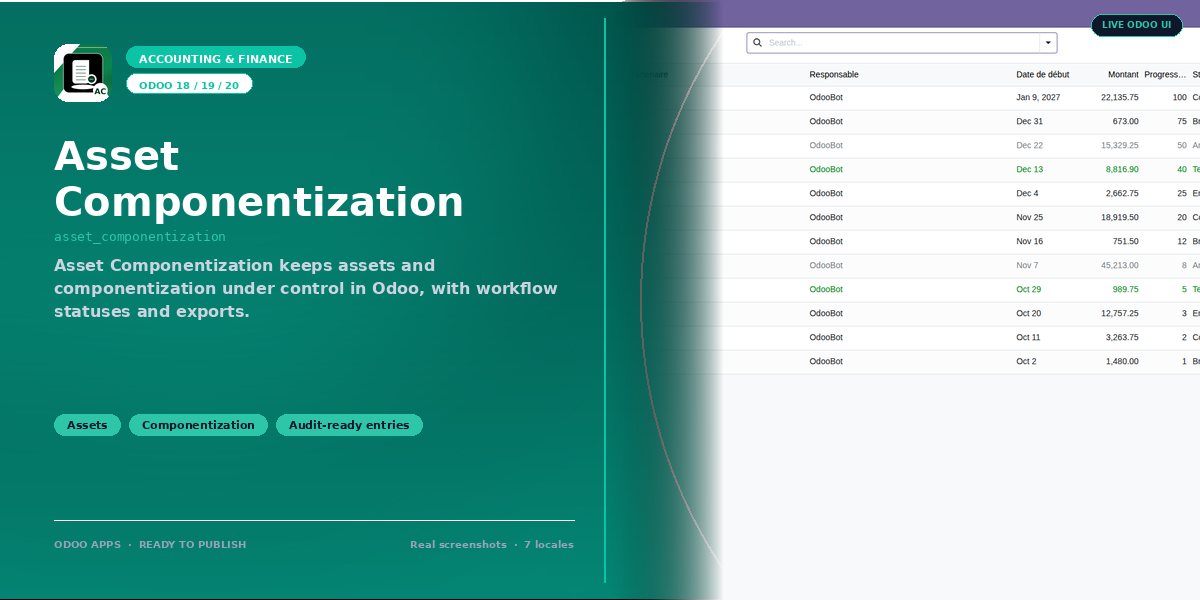 ACCOUNTING & FINANCE
ODOO 18 / 19 / 20
AC
Asset
Componentization
asset_componentization
Asset Componentization keeps assets and
componentization under control in Odoo, with workflow
statuses and exports.
Assets
Componentization
Audit-ready entries
ODOO APPS · READY TO PUBLISH
Real screenshots · 7 locales
LIVE ODOO UI
Search...
Responsable Date de début Montant Progress...
OdooBot Jan 9, 2027 22,135.75 100
OdooBot Dec 31 673.00 75
OdooBot Dec 22 15,329.25 50
OdooBot Dec 13 8,816.90 40
OdooBot Dec 4 2,662.75 25
OdooBot Nov 25 18,919.50 20
OdooBot Nov 16 751.50 12
OdooBot Nov 7 45,213.00 8
OdooBot Oct 29 989.75 5
OdooBot Oct 20 12,757.25 3
OdooBot Oct 11 3,263.75 2
OdooBot Oct 2 1,480.00 1